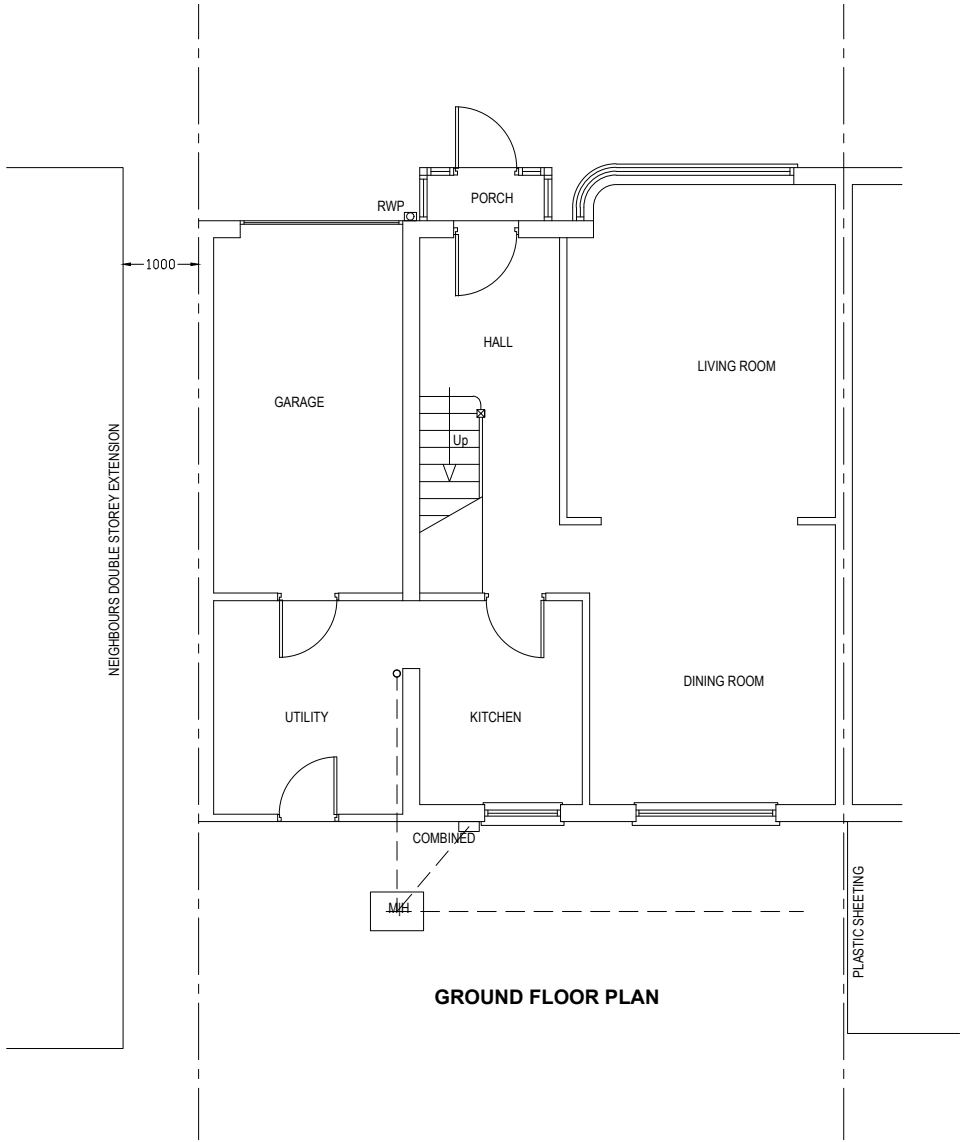 PORCH
RWP
1000
HALL
LIVING ROOM
GARAGE
Up
NEIGHBOURS DOUBLE STOREY EXTENSION
DINING ROOM
UTILITY
KITCHEN
COMBINED
MH
PLASTIC SHEETING
GROUND FLOOR PLAN